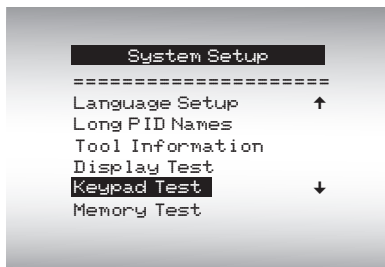 System Setup
=====================
Language Setup ↑
Long PID Names
Tool Information
Display Test
Keypad Test ↓
Memory Test